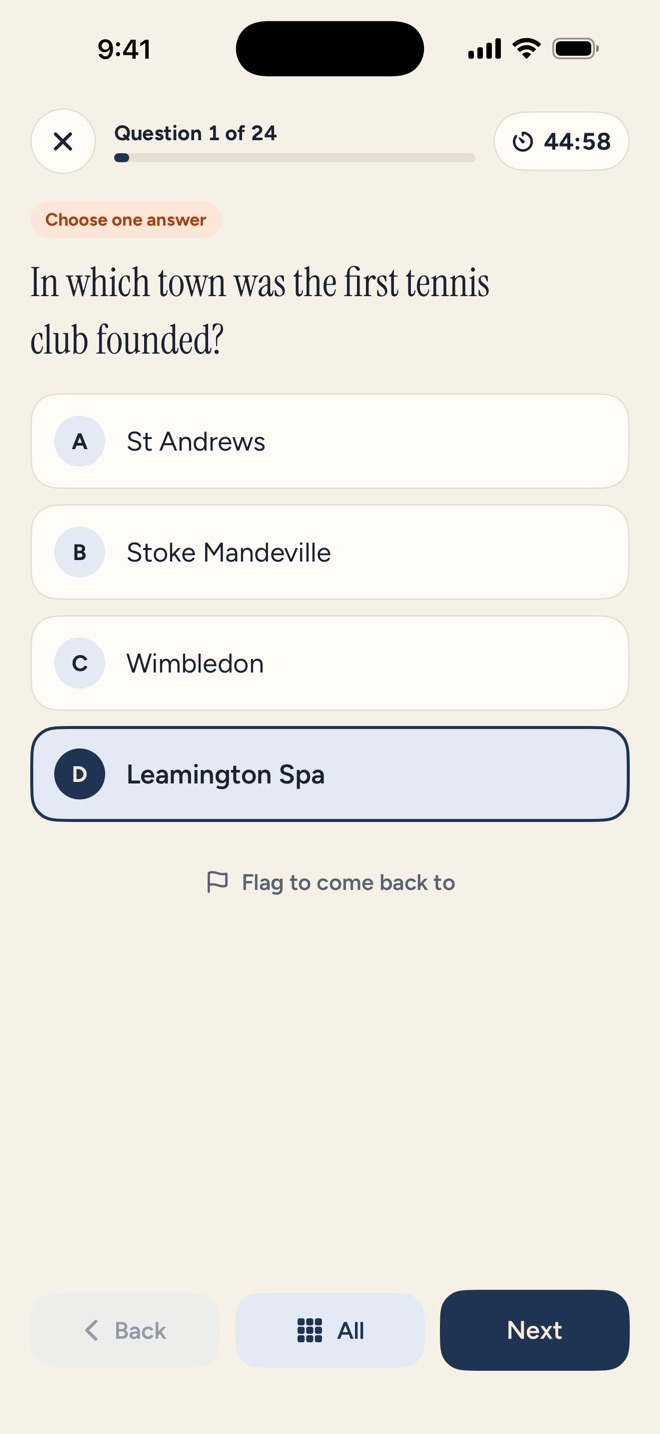 9:41
Question 1 of 24
44:58
Choose one answer
In which town was the first tennis
club founded?
A St Andrews
B Stoke Mandeville
C Wimbledon
D Leamington Spa
Flag to come back to
Back
All
Next